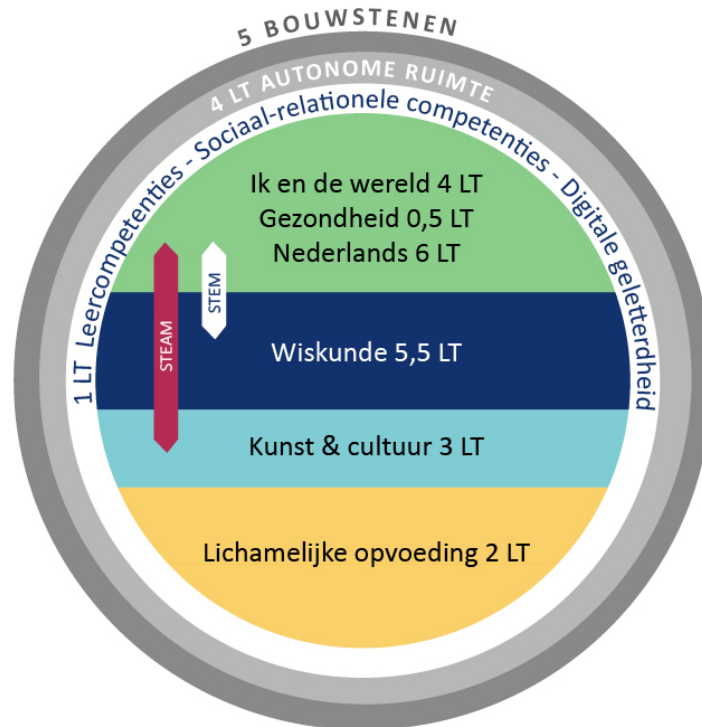 5 BOUWSTENEN
4 LT AUTONOME RUIMTE
1 LT Leercompetenties - Sociaal-relationele competenties - Digitale geletterdheid
Ik en de wereld 4 LT
Gezondheid 0,5 LT
Nederlands 6 LT
STEAM
STEM
Wiskunde 5,5 LT
Kunst & cultuur 3 LT
Lichamelijke opvoeding 2 LT